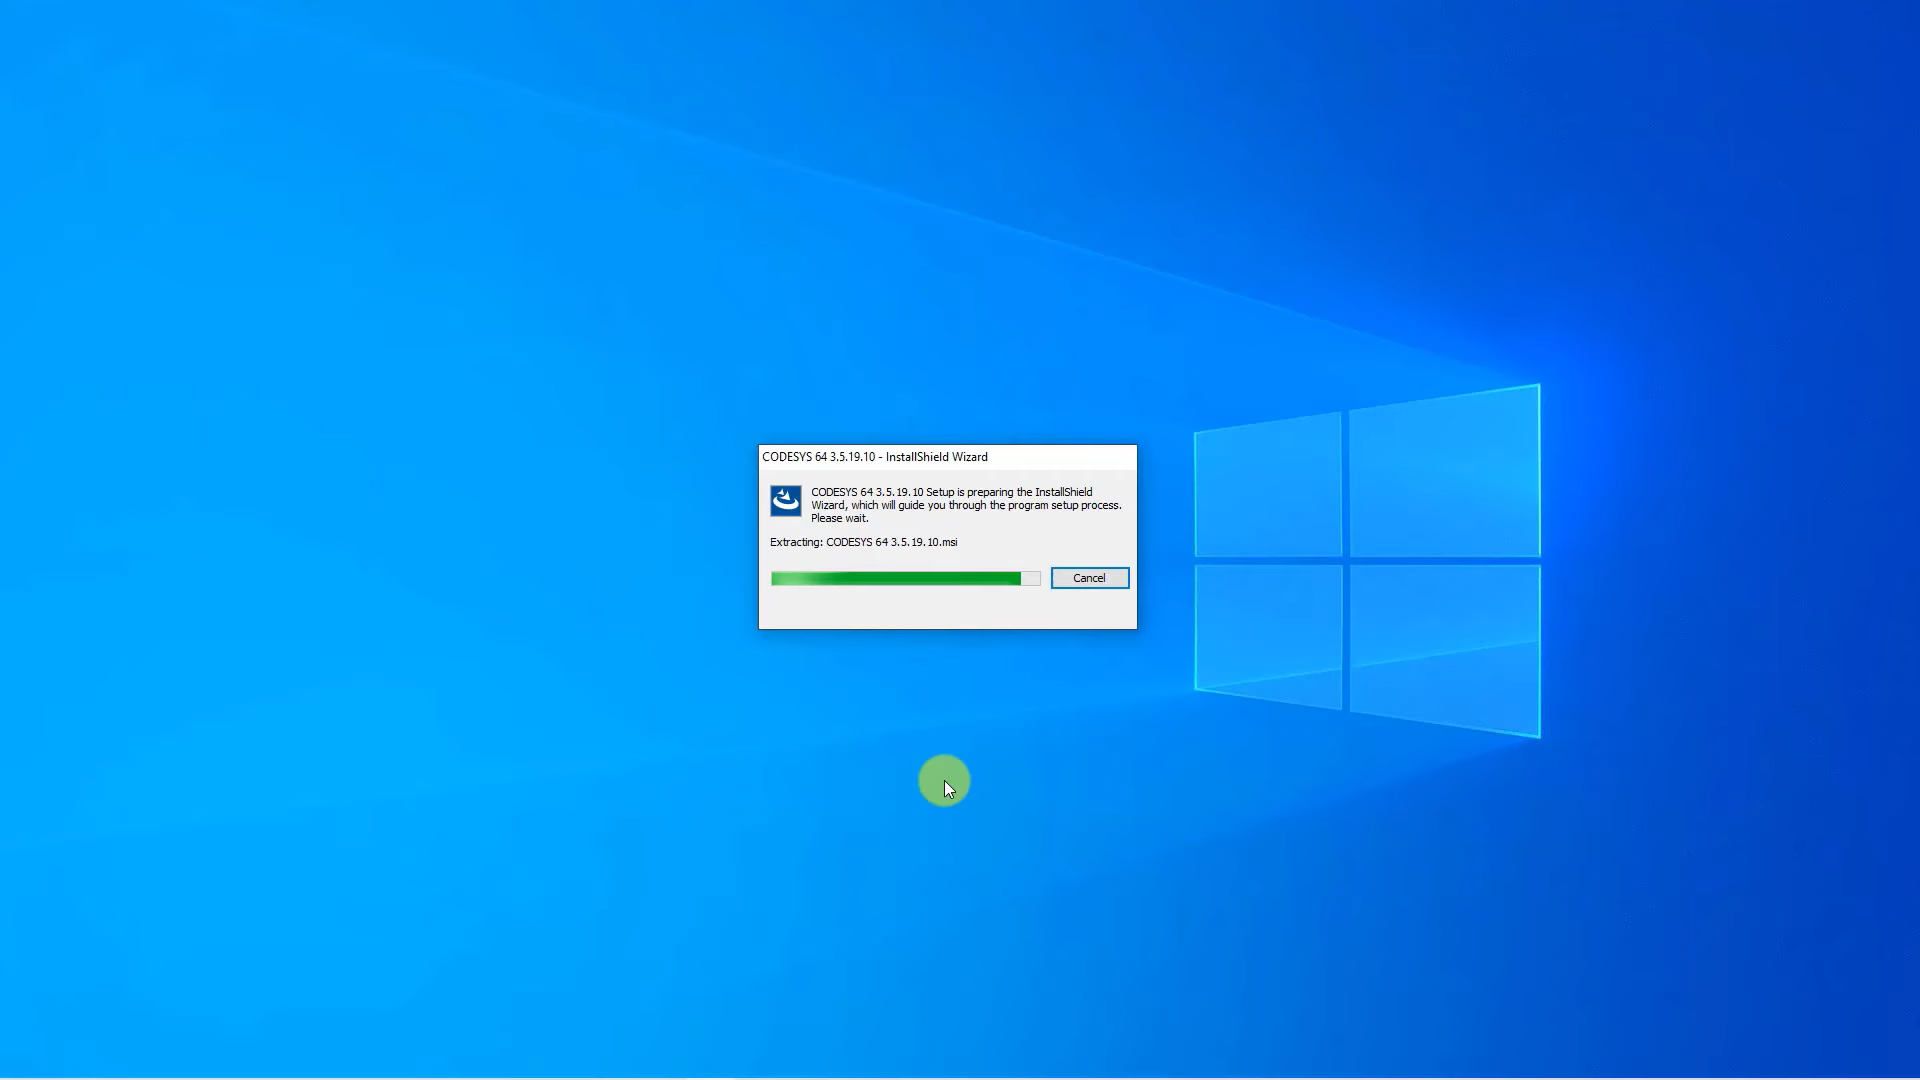 CODESYS 64 3.5.19.10 - InstallShield Wizard
CODESYS 64 3.5.19.10 Setup is preparing the InstallShield
Wizard, which will guide you through the program setup process.
Please wait.
Extracting: CODESYS 64 3.5.19.10.msi
Cancel